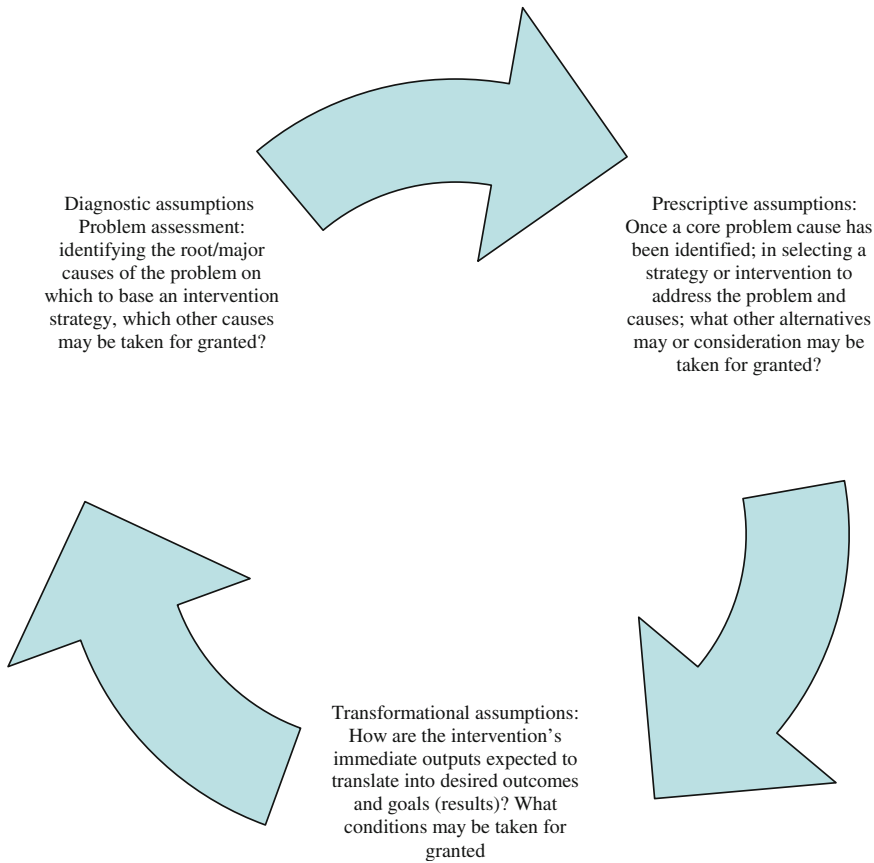 Diagnostic assumptions
Problem assessment:
identifying the root/major
causes of the problem on
which to base an intervention
strategy, which other causes
may be taken for granted?
Prescriptive assumptions:
Once a core problem cause has
been identified; in selecting a
strategy or intervention to
address the problem and
causes; what other alternatives
may or consideration may be
taken for granted?
Transformational assumptions:
How are the intervention’s
immediate outputs expected to
translate into desired outcomes
and goals (results)? What
conditions may be taken for
granted